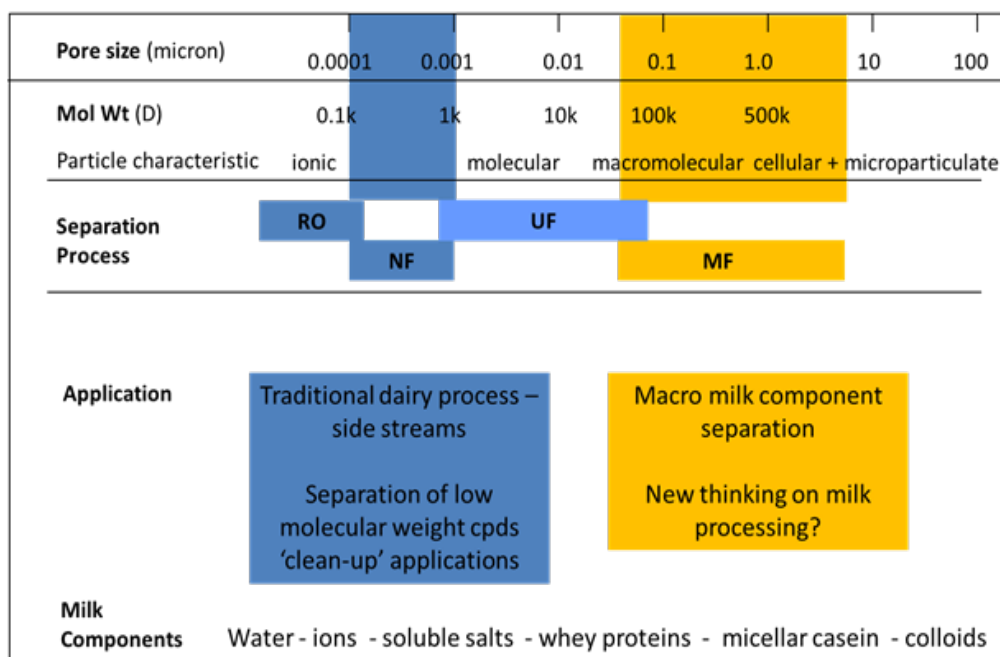 Pore size (micron) 0.0001 0.001 0.01 0.1 1.0 10 100
Mol Wt (D) 0.1k 1k 10k 100k 500k
Particle characteristic ionic molecular macromolecular cellular + microparticulate
Separation
Process
RO UF
NF MF
Application
Traditional dairy process –
side streams
Separation of low
molecular weight cpds
‘clean-up’ applications
Macro milk component
separation
New thinking on milk
processing?
Milk
Components
Water - ions - soluble salts - whey proteins - micellar casein - colloids